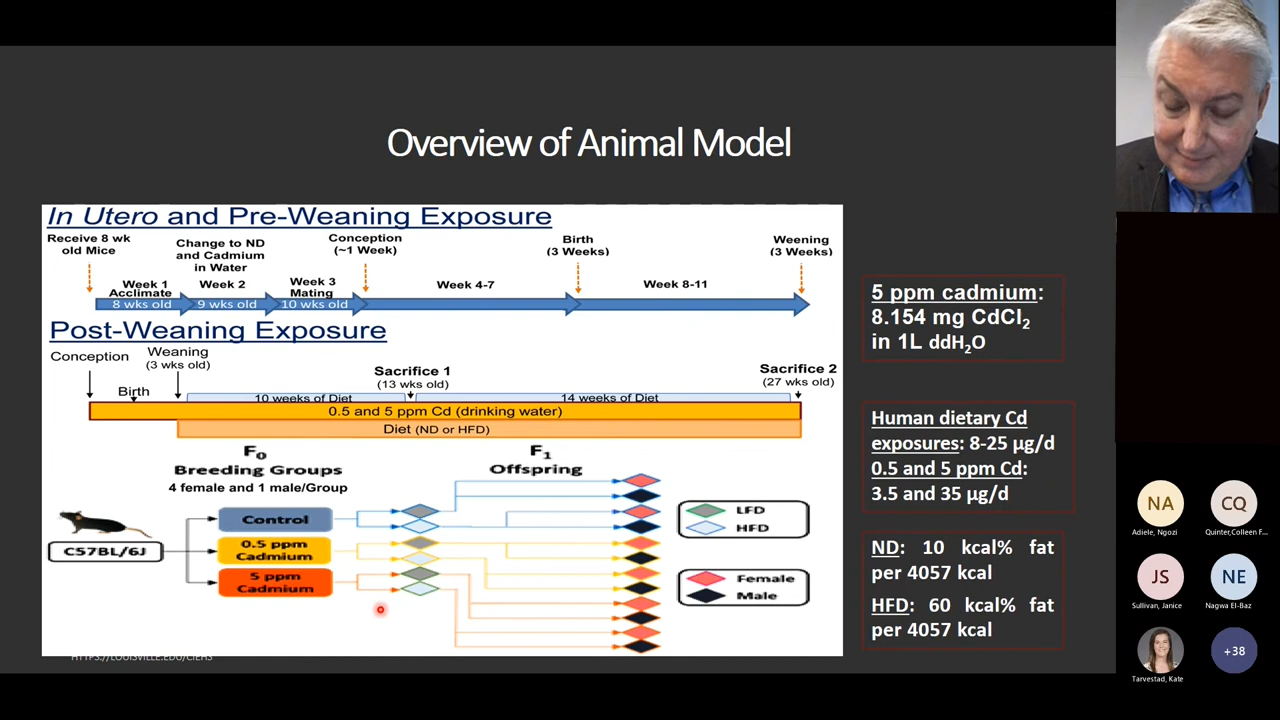 Overview of Animal Model
In Utero and Pre-Weaning Exposure
Receive 8 wk
old Mice
Change to ND
and Cadmium
in Water
Conception
(~1 Week)
Birth
(3 Weeks)
Weening
(3 Weeks)
Week 1
Acclimate
8 wks old
Week 2
9 wks old
Week 3
Mating
10 wks old
Week 4-7
Week 8-11
Post-Weaning Exposure
Conception
Birth
Weaning
(3 wks old)
Sacrifice 1
(13 wks old)
Sacrifice 2
(27 wks old)
10 weeks of Diet
14 weeks of Diet
0.5 and 5 ppm Cd (drinking water)
Diet (ND or HFD)
F0
Breeding Groups
4 female and 1 male/Group
F1
Offspring
C57BL/6J
Control
0.5 ppm
Cadmium
5 ppm
Cadmium
LFD
HFD
Female
Male
5 ppm cadmium:
8.154 mg CdCl2
in 1L ddH2O
Human dietary Cd
exposures: 8-25 µg/d
0.5 and 5 ppm Cd:
3.5 and 35 µg/d
ND: 10 kcal% fat
per 4057 kcal
HFD: 60 kcal% fat
per 4057 kcal
HTTPS://LOUISVILLE.EDU/CIEHS
NA
Adiele, Ngozi
CQ
Quinter,Colleen F...
JS
Sullivan, Janice
NE
Nagwa El-Baz
Tarvestad, Kate
+38